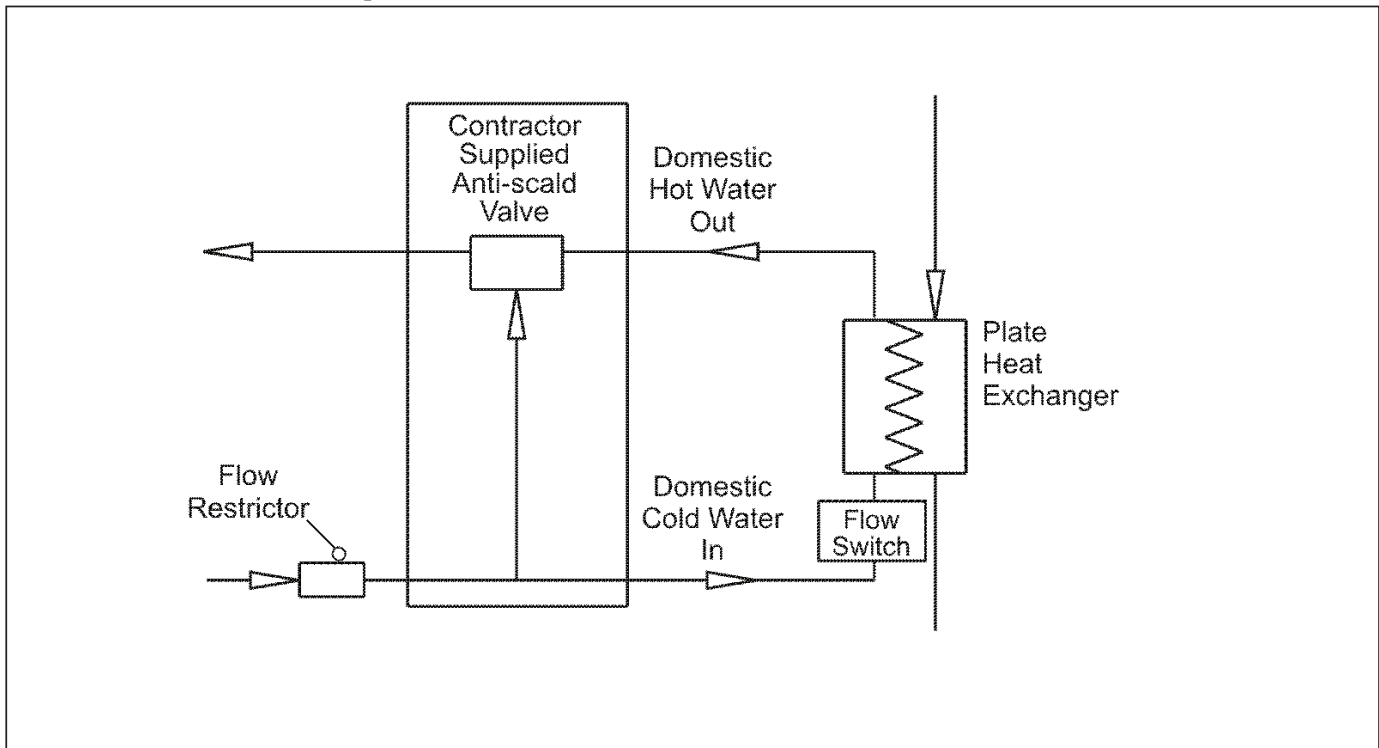 Contractor
Supplied
Anti-scald
Valve
Domestic
Hot Water
Out
Plate
Heat
Exchanger
Flow
Restrictor
Domestic
Cold Water
In
Flow
Switch